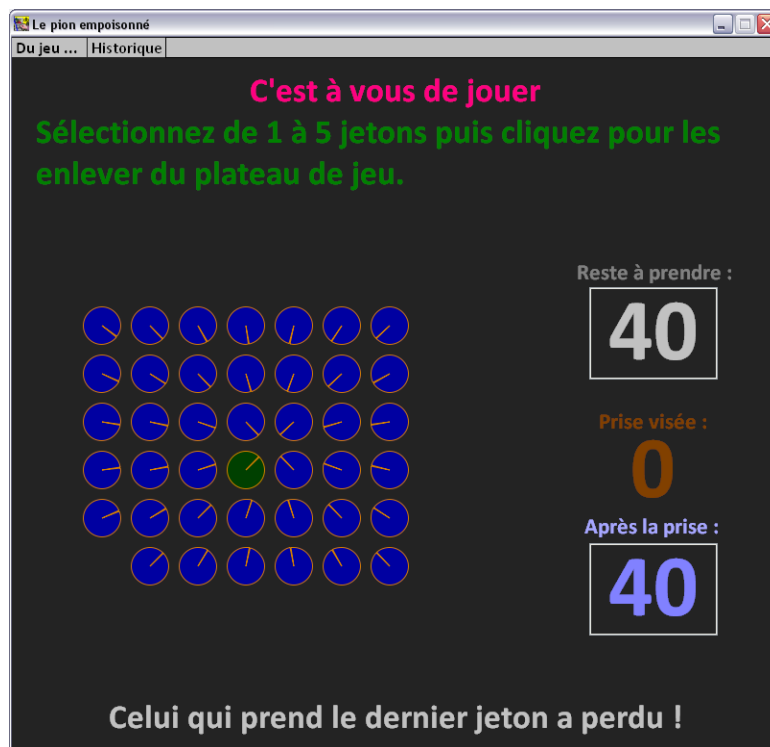 Le pion empoisonné
Du jeu ... Historique
C'est à vous de jouer
Sélectionnez de 1 à 5 jetons puis cliquez pour les
enlever du plateau de jeu.
Reste à prendre :
40
Prise visée :
0
Après la prise :
40
Celui qui prend le dernier jeton a perdu !